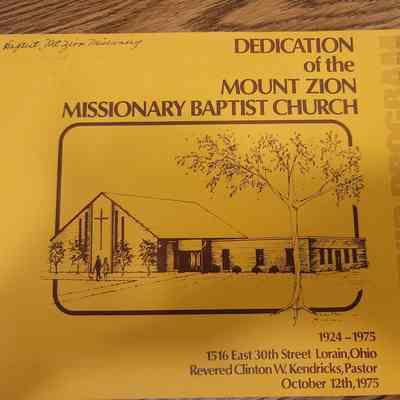 Baptist, Mt Zion Missionary
DEDICATION
of the
MOUNT ZION
MISSIONARY BAPTIST CHURCH
1924-1975
1516 East 30th Street Lorain, Ohio
Revered Clinton W. Kendricks, Pastor
October 12th, 1975
PROGRAM